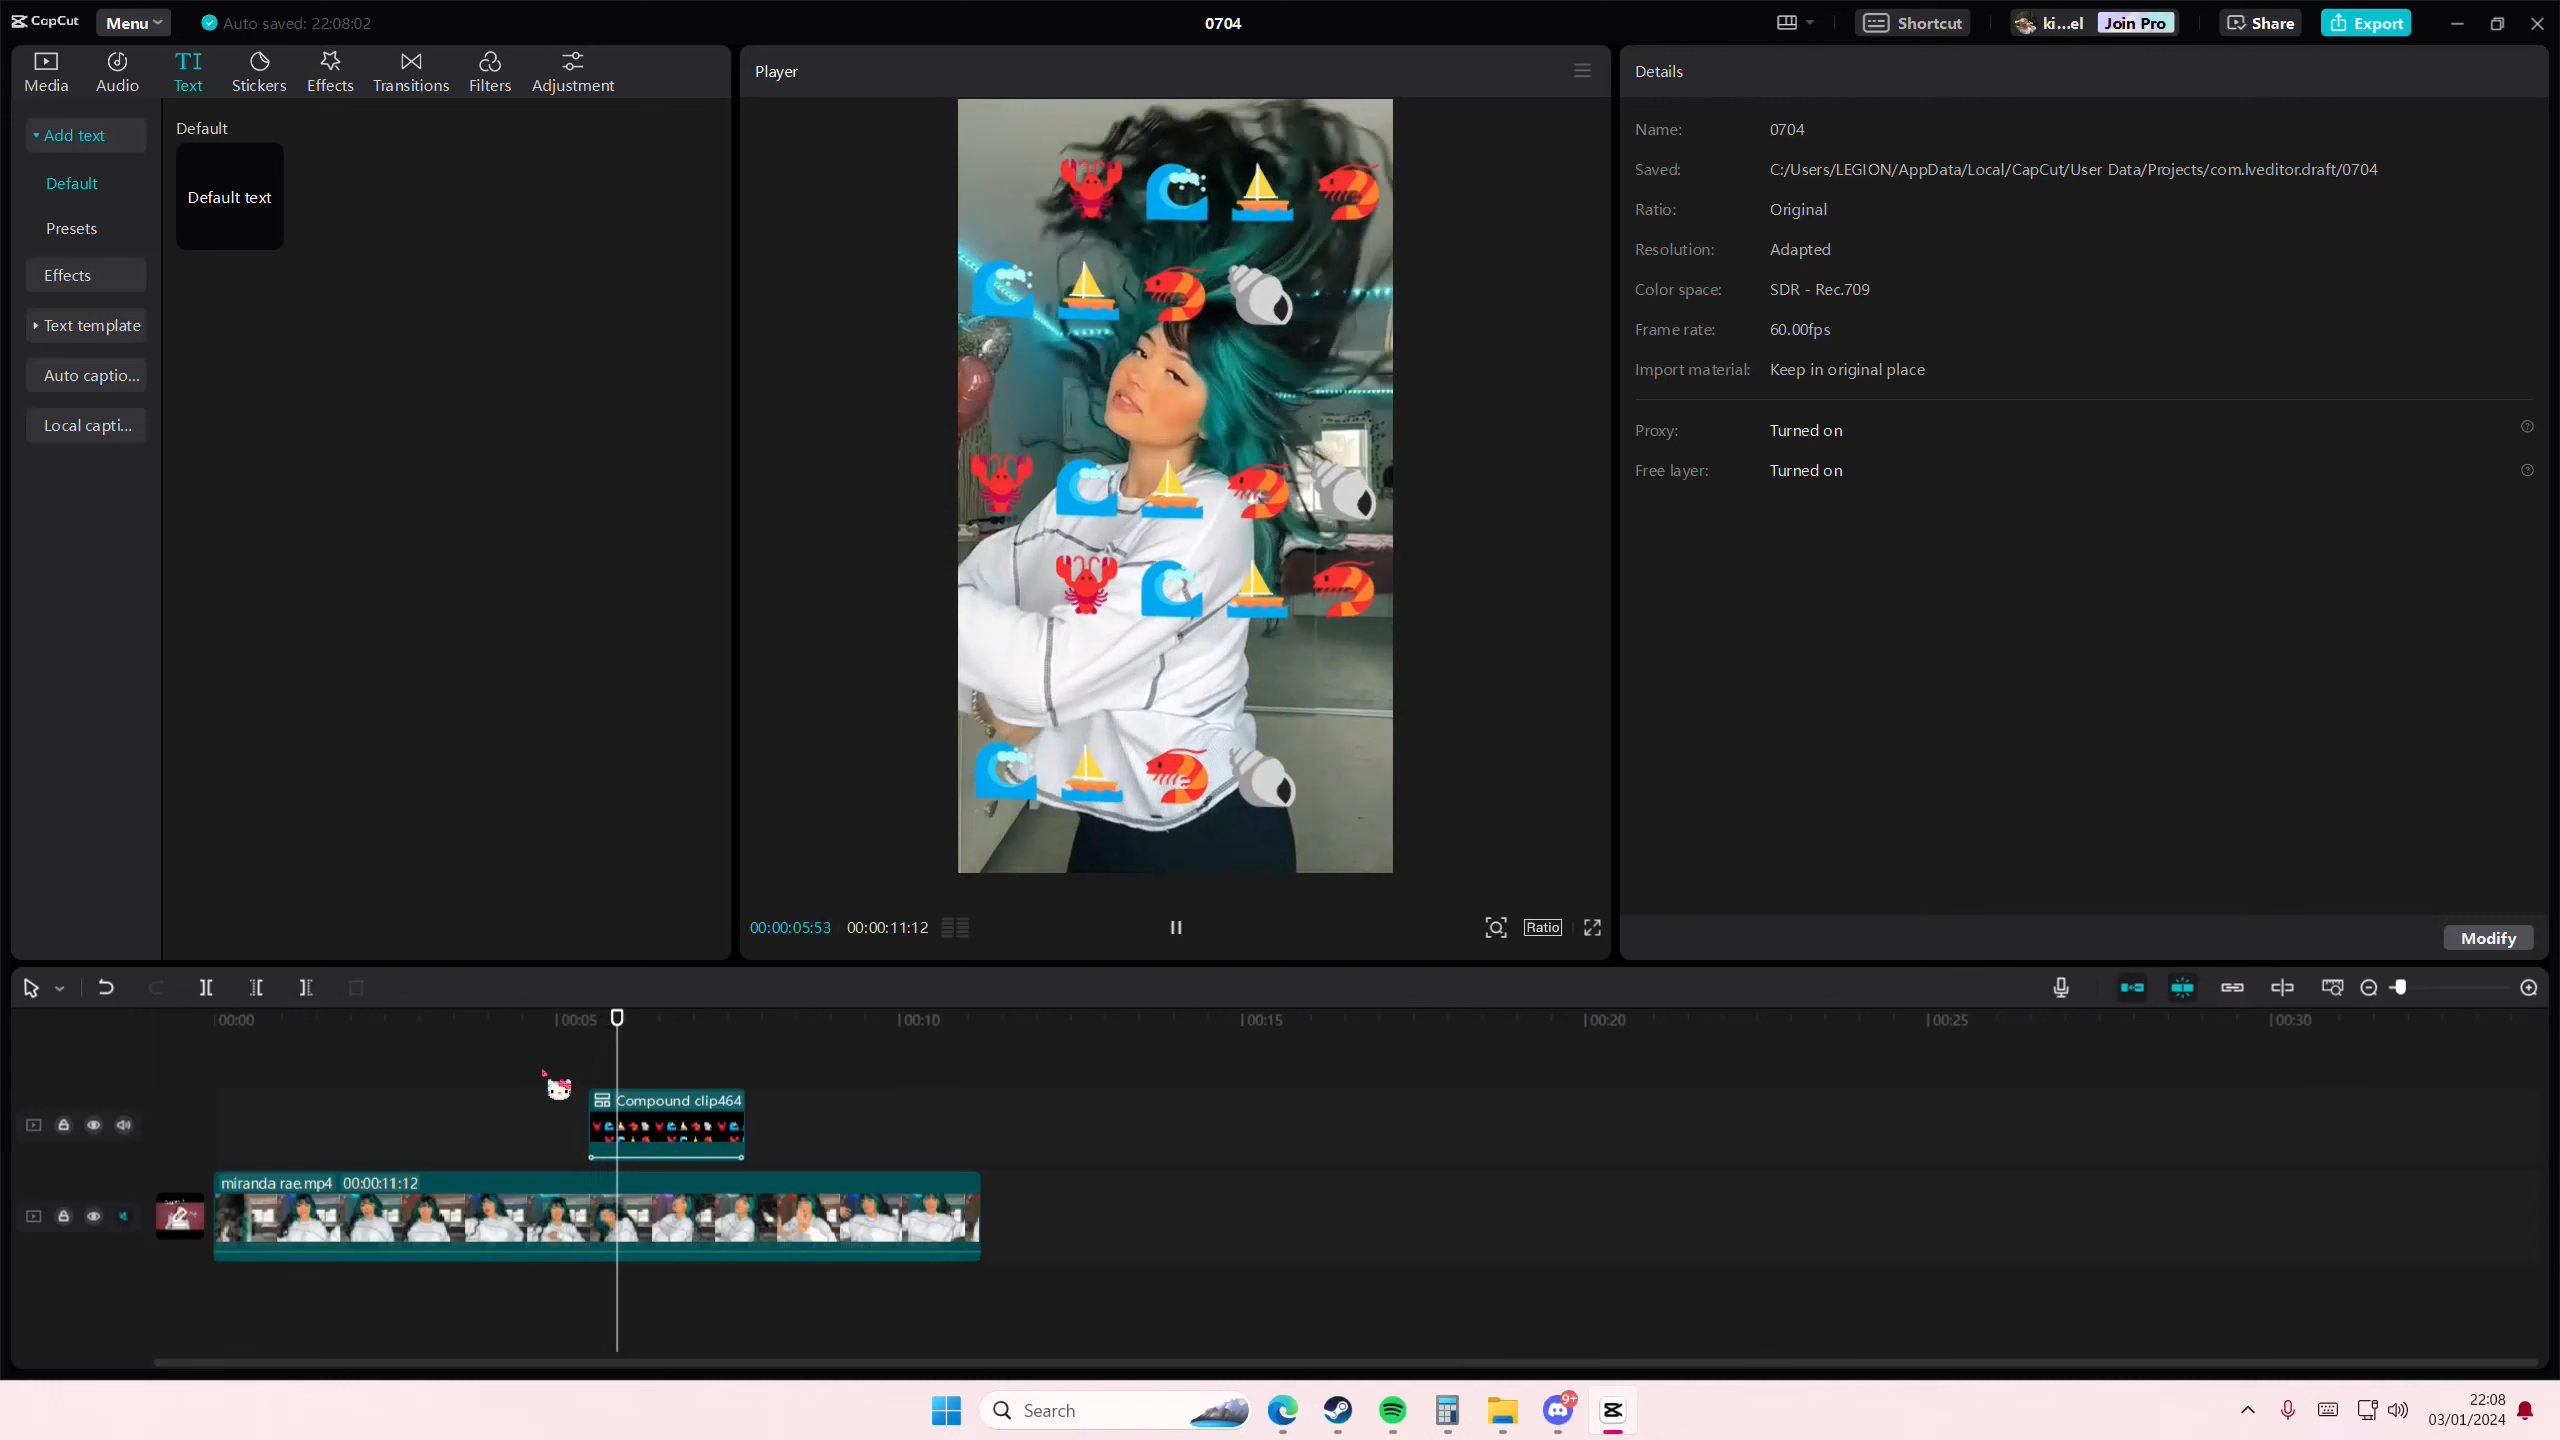 CapCut
Menu
Auto saved: 22:08:02
0704
Shortcut
ki...el
Join Pro
Share
Export
Media
Audio
TI
Text
Stickers
Effects
Transitions
Filters
Adjustment
Player
Details
Add text
Default
Presets
Effects
Text template
Auto captio...
Local capti...
Default
Default text
Name:
0704
Saved:
C:/Users/LEGION/AppData/Local/CapCut/User Data/Projects/com.lveditor.draft/0704
Ratio:
Original
Resolution:
Adapted
Color space:
SDR - Rec.709
Frame rate:
60.00fps
Import material:
Keep in original place
Proxy:
Turned on
Free layer:
Turned on
00:00:05:53
00:00:11:12
Ratio
Modify
00:00
00:05
00:10
00:15
00:20
00:25
00:30
Compound clip464
miranda rae.mp4 00:00:11:12
Search
9+
22:08
03/01/2024